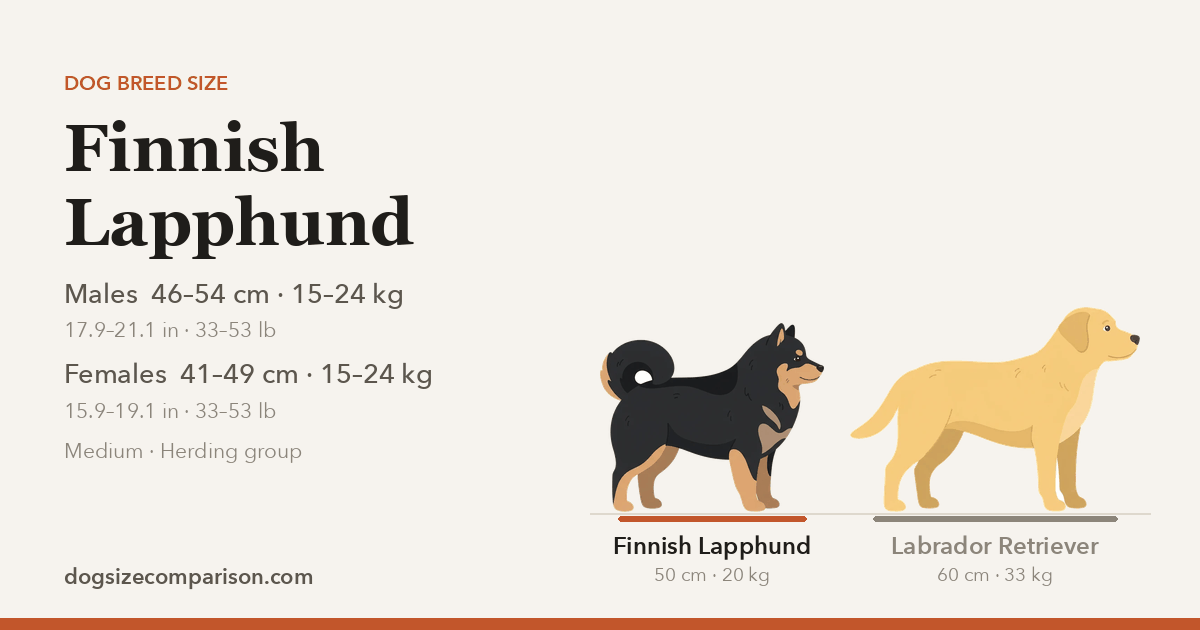 DOG BREED SIZE
Finnish
Lapphund
Males 46–54 cm · 15–24 kg
17.9–21.1 in · 33–53 lb
Females 41–49 cm · 15–24 kg
15.9–19.1 in · 33–53 lb
Medium · Herding group
dogsizecomparison.com
Finnish Lapphund
50 cm · 20 kg
Labrador Retriever
60 cm · 33 kg